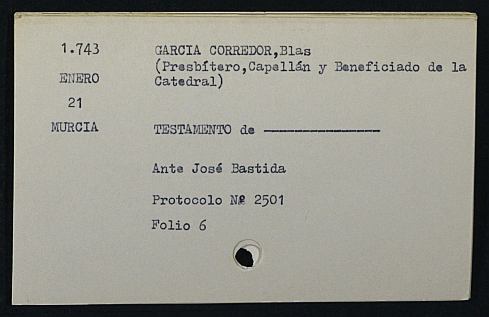 1.743 GARCIA CORREDOR,Blas
(Presbítero,Capellán y Beneficiado de la
ENERO Catedral)
21
MURCIA TESTAMENTO de ----------------
Ante José Bastida
Protocolo Nº 2501
Folio 6